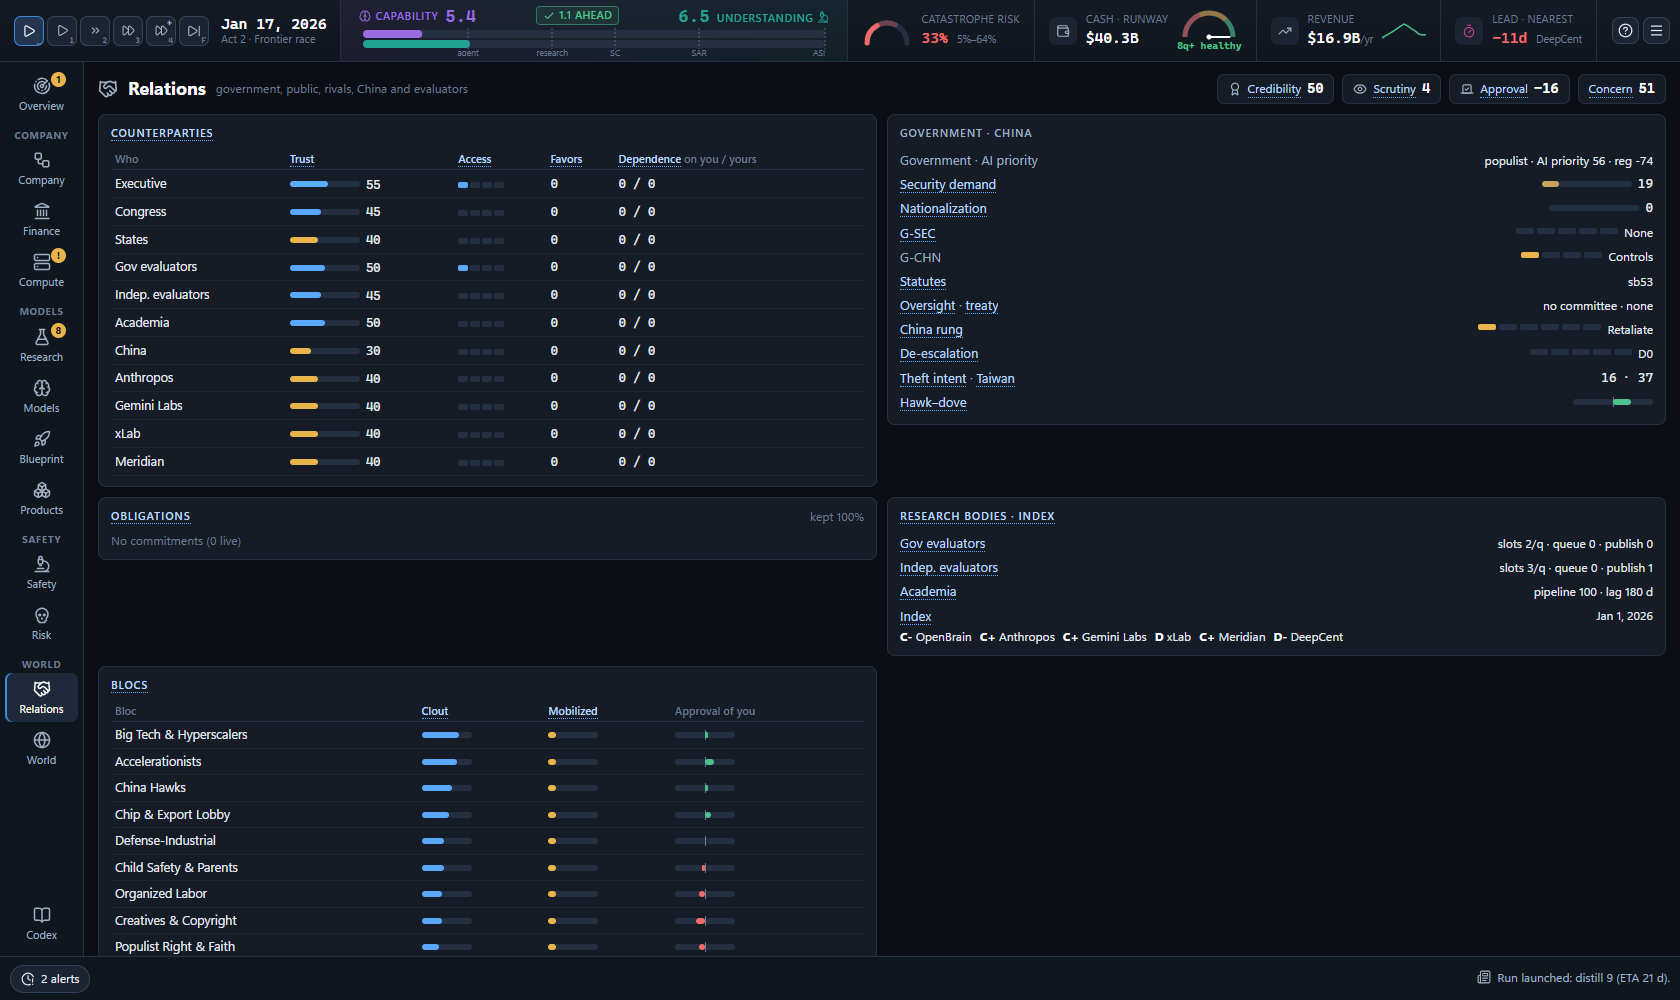 Jan 17, 2026
Act 2 · Frontier race
1 2 3 4 F
CAPABILITY 5.4
1.1 AHEAD
6.5 UNDERSTANDING
agent research SC SAR ASI
CATASTROPHE RISK
33% 5%–64%
CASH · RUNWAY
$40.3B
8q+ healthy
REVENUE
$16.9B/yr
LEAD · NEAREST
−11d DeepCent
Overview 1
COMPANY
Company
Finance
Compute !
MODELS
Research 8
Models
Blueprint
Products
SAFETY
Safety
Risk
WORLD
Relations
World
Codex
Relations government, public, rivals, China and evaluators
Credibility 50
Scrutiny 4
Approval −16
Concern 51
COUNTERPARTIES
Who Trust Access Favors Dependence on you / yours
Executive 55 0 0 / 0
Congress 45 0 0 / 0
States 40 0 0 / 0
Gov evaluators 50 0 0 / 0
Indep. evaluators 45 0 0 / 0
Academia 50 0 0 / 0
China 30 0 0 / 0
Anthropos 40 0 0 / 0
Gemini Labs 40 0 0 / 0
xLab 40 0 0 / 0
Meridian 40 0 0 / 0
GOVERNMENT · CHINA
Government · AI priority populist · AI priority 56 · reg -74
Security demand 19
Nationalization 0
G-SEC None
G-CHN Controls
Statutes sb53
Oversight · treaty no committee · none
China rung Retaliate
De-escalation D0
Theft intent · Taiwan 16 · 37
Hawk–dove
OBLIGATIONS kept 100%
No commitments (0 live)
RESEARCH BODIES · INDEX
Gov evaluators slots 2/q · queue 0 · publish 0
Indep. evaluators slots 3/q · queue 0 · publish 1
Academia pipeline 100 · lag 180 d
Index Jan 1, 2026
C- OpenBrain C+ Anthropos C+ Gemini Labs D xLab C+ Meridian D- DeepCent
BLOCS
Bloc Clout Mobilized Approval of you
Big Tech & Hyperscalers
Accelerationists
China Hawks
Chip & Export Lobby
Defense-Industrial
Child Safety & Parents
Organized Labor
Creatives & Copyright
Populist Right & Faith
2 alerts
Run launched: distill 9 (ETA 21 d).